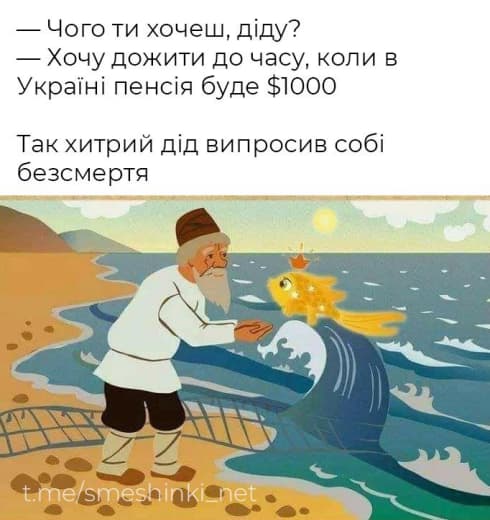 — Чого ти хочеш, діду?
— Хочу дожити до часу, коли в
Україні пенсія буде $1000
Так хитрий дід випросив собі
безсмертя
t.me/smeshinki_net